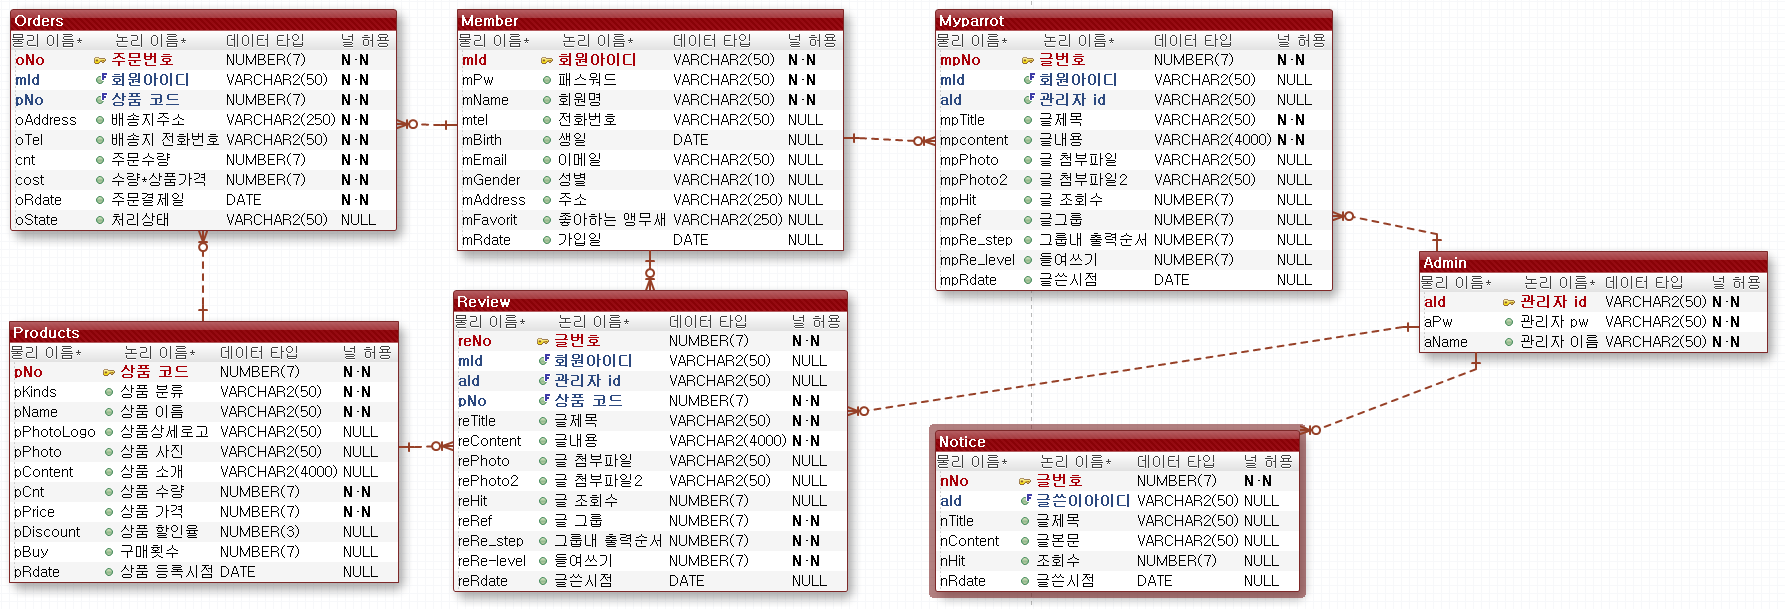 Orders
물리 이름* 논리 이름* 데이터 타입 널 허용
oNo 주문번호 NUMBER(7) N·N
mId 회원아이디 VARCHAR2(50) N·N
pNo 상품 코드 NUMBER(7) N·N
oAddress 배송지주소 VARCHAR2(250) N·N
oTel 배송지 전화번호 VARCHAR2(50) N·N
cnt 주문수량 NUMBER(7) N·N
cost 수량*상품가격 NUMBER(7) N·N
oRdate 주문결제일 DATE N·N
oState 처리상태 VARCHAR2(50) NULL
Member
물리 이름* 논리 이름* 데이터 타입 널 허용
mId 회원아이디 VARCHAR2(50) N·N
mPw 패스워드 VARCHAR2(50) N·N
mName 회원명 VARCHAR2(50) N·N
mtel 전화번호 VARCHAR2(50) NULL
mBirth 생일 DATE NULL
mEmail 이메일 VARCHAR2(50) NULL
mGender 성별 VARCHAR2(10) NULL
mAddress 주소 VARCHAR2(250) NULL
mFavorit 좋아하는 앵무새 VARCHAR2(250) NULL
mRdate 가입일 DATE NULL
Myparrot
물리 이름* 논리 이름* 데이터 타입 널 허용
mpNo 글번호 NUMBER(7) N·N
mId 회원아이디 VARCHAR2(50) NULL
aId 관리자 id VARCHAR2(50) NULL
mpTitle 글제목 VARCHAR2(50) N·N
mpcontent 글내용 VARCHAR2(4000) N·N
mpPhoto 글 첨부파일 VARCHAR2(50) NULL
mpPhoto2 글 첨부파일2 VARCHAR2(50) NULL
mpHit 글 조회수 NUMBER(7) NULL
mpRef 글그룹 NUMBER(7) NULL
mpRe_step 그룹내 출력순서 NUMBER(7) NULL
mpRe_level 들여쓰기 NUMBER(7) NULL
mpRdate 글쓴시점 DATE NULL
Admin
물리 이름* 논리 이름* 데이터 타입 널 허용
aId 관리자 id VARCHAR2(50) N·N
aPw 관리자 pw VARCHAR2(50) N·N
aName 관리자 이름 VARCHAR2(50) N·N
Products
물리 이름* 논리 이름* 데이터 타입 널 허용
pNo 상품 코드 NUMBER(7) N·N
pKinds 상품 분류 VARCHAR2(50) N·N
pName 상품 이름 VARCHAR2(50) N·N
pPhotoLogo 상품상세로고 VARCHAR2(50) NULL
pPhoto 상품 사진 VARCHAR2(50) NULL
pContent 상품 소개 VARCHAR2(4000) NULL
pCnt 상품 수량 NUMBER(7) N·N
pPrice 상품 가격 NUMBER(7) N·N
pDiscount 상품 할인율 NUMBER(3) NULL
pBuy 구매횟수 NUMBER(7) NULL
pRdate 상품 등록시점 DATE NULL
Review
물리 이름* 논리 이름* 데이터 타입 널 허용
reNo 글번호 NUMBER(7) N·N
mId 회원아이디 VARCHAR2(50) NULL
aId 관리자 id VARCHAR2(50) NULL
pNo 상품 코드 NUMBER(7) N·N
reTitle 글제목 VARCHAR2(50) N·N
reContent 글내용 VARCHAR2(4000) N·N
rePhoto 글 첨부파일 VARCHAR2(50) NULL
rePhoto2 글 첨부파일2 VARCHAR2(50) NULL
reHit 글 조회수 NUMBER(7) NULL
reRef 글 그룹 NUMBER(7) N·N
reRe_step 그룹내 출력순서 NUMBER(7) N·N
reRe-level 들여쓰기 NUMBER(7) N·N
reRdate 글쓴시점 DATE NULL
Notice
물리 이름* 논리 이름* 데이터 타입 널 허용
nNo 글번호 NUMBER(7) N·N
aId 글쓴이아이디 VARCHAR2(50) NULL
nTitle 글제목 VARCHAR2(50) NULL
nContent 글본문 VARCHAR2(50) NULL
nHit 조회수 NUMBER(7) NULL
nRdate 글쓴시점 DATE NULL